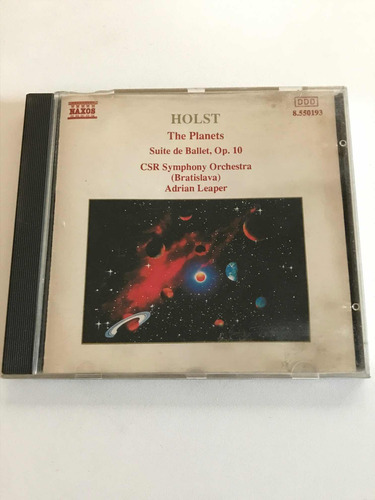 NAXOS
DDD
8.550193
HOLST
The Planets
Suite de Ballet, Op. 10
CSR Symphony Orchestra
(Bratislava)
Adrian Leaper